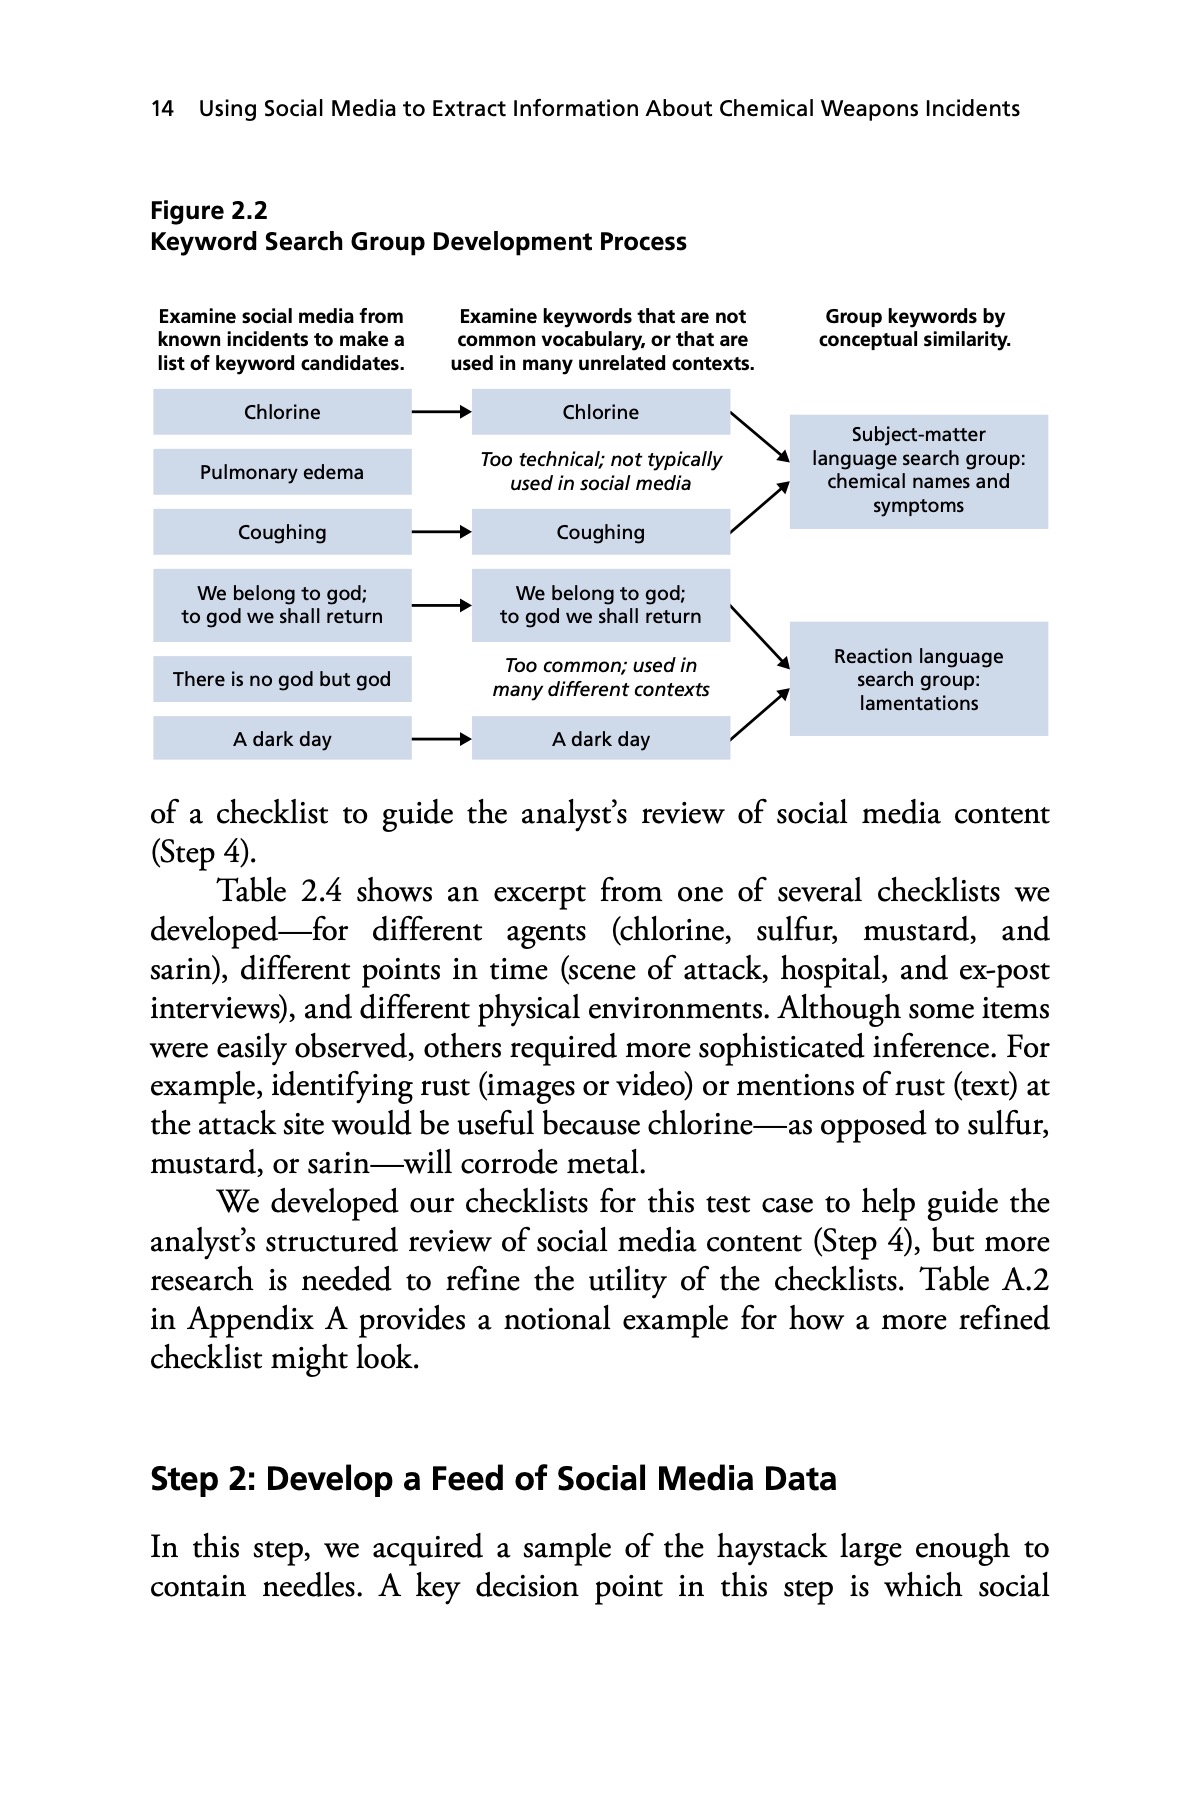 14 Using Social Media to Extract Information About Chemical Weapons Incidents
Figure 2.2
Keyword Search Group Development Process
Examine social media from
known incidents to make a
list of keyword candidates.
Examine keywords that are not
common vocabulary, or that are
used in many unrelated contexts.
Group keywords by
conceptual similarity.
Chlorine
Pulmonary edema
Coughing
We belong to god;
to god we shall return
There is no god but god
A dark day
Chlorine
Too technical; not typically
used in social media
Coughing
We belong to god;
to god we shall return
Too common; used in
many different contexts
A dark day
Subject-matter
language search group:
chemical names and
symptoms
Reaction language
search group:
lamentations
of a checklist to guide the analyst’s review of social media content
(Step 4).
Table 2.4 shows an excerpt from one of several checklists we
developed—for different agents (chlorine, sulfur, mustard, and
sarin), different points in time (scene of attack, hospital, and ex-post
interviews), and different physical environments. Although some items
were easily observed, others required more sophisticated inference. For
example, identifying rust (images or video) or mentions of rust (text) at
the attack site would be useful because chlorine—as opposed to sulfur,
mustard, or sarin—will corrode metal.
We developed our checklists for this test case to help guide the
analyst’s structured review of social media content (Step 4), but more
research is needed to refine the utility of the checklists. Table A.2
in Appendix A provides a notional example for how a more refined
checklist might look.
Step 2: Develop a Feed of Social Media Data
In this step, we acquired a sample of the haystack large enough to
contain needles. A key decision point in this step is which social